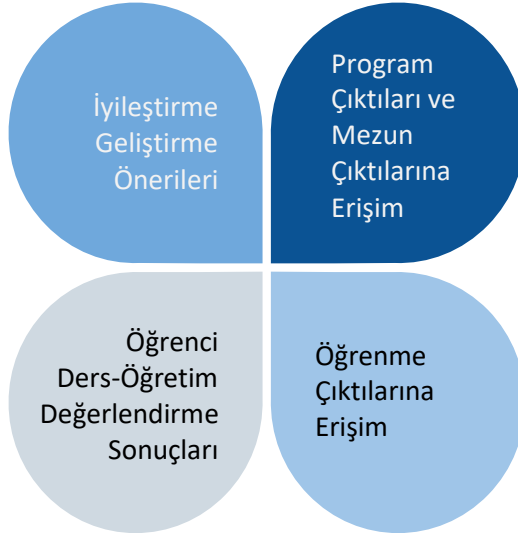 İyileştirme
Geliştirme
Önerileri
Program
Çıktıları ve
Mezun
Çıktılarına
Erişim
Öğrenci
Ders-Öğretim
Değerlendirme
Sonuçları
Öğrenme
Çıktılarına
Erişim